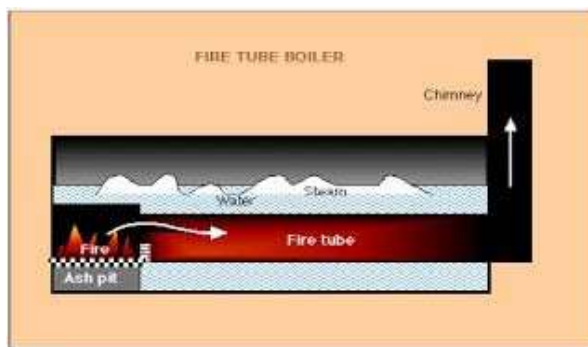 FIRE TUBE BOILER
Chimney
Steam
Water
Fire
Fire tube
Ash pit